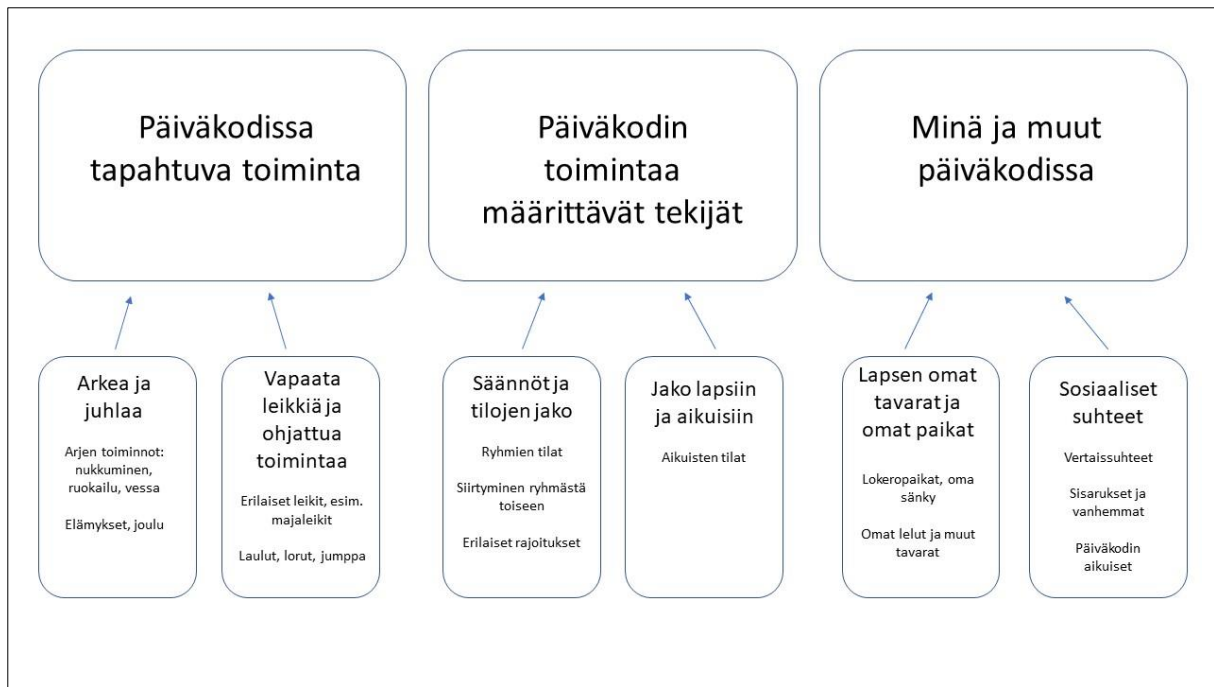 Päiväkodissa
tapahtuva toiminta
Päiväkodin
toimintaa
määrittävät tekijät
Minä ja muut
päiväkodissa
Arkea ja
juhlaa
Arjen toiminnot:
nukkuminen,
ruokailu, vessa
Elämykset, joulu
Vapaata
leikkiä ja
ohjattua
toimintaa
Erilaiset leikit, esim.
majaleikit
Laulut, lorut, jumppa
Säännöt ja
tilojen jako
Ryhmien tilat
Siirtyminen ryhmästä
toiseen
Erilaiset rajoitukset
Jako lapsiin
ja aikuisiin
Aikuisten tilat
Lapsen omat
tavarat ja
omat paikat
Lokeropaikat, oma
sänky
Omat lelut ja muut
tavarat
Sosiaaliset
suhteet
Vertaissuhteet
Sisarukset ja
vanhemmat
Päiväkodin
aikuiset